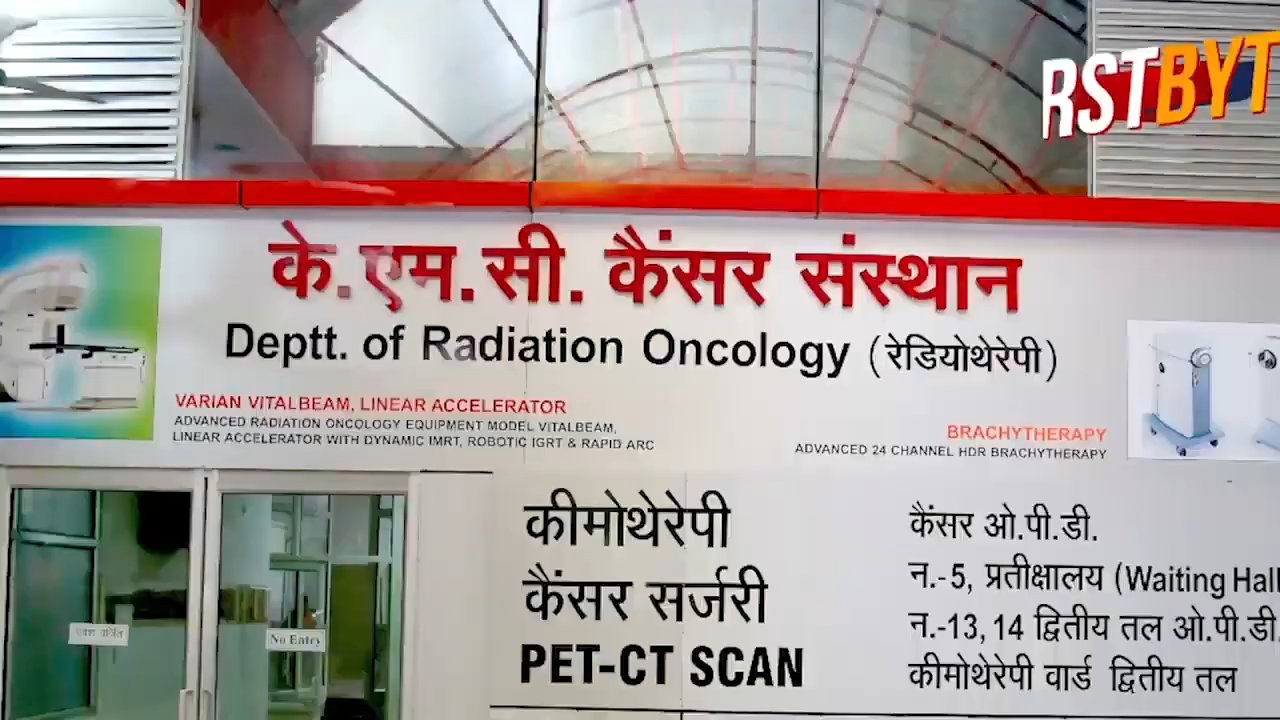 RSTBYT
के.एम.सी. कैंसर संस्थान
Deptt. of Radiation Oncology (रेडियोथेरेपी)
VARIAN VITALBEAM, LINEAR ACCELERATOR
ADVANCED RADIATION ONCOLOGY EQUIPMENT MODEL VITALBEAM,
LINEAR ACCELERATOR WITH DYNAMIC IMRT, ROBOTIC IGRT & RAPID ARC
BRACHYTHERAPY
ADVANCED 24 CHANNEL HDR BRACHYTHERAPY
कीमोथेरेपी
कैंसर सर्जरी
PET-CT SCAN
कैंसर ओ.पी.डी.
न.-5, प्रतीक्षालय (Waiting Hall
न.-13, 14 द्वितीय तल ओ.पी.डी.
कीमोथेरेपी वार्ड द्वितीय तल
No Entry